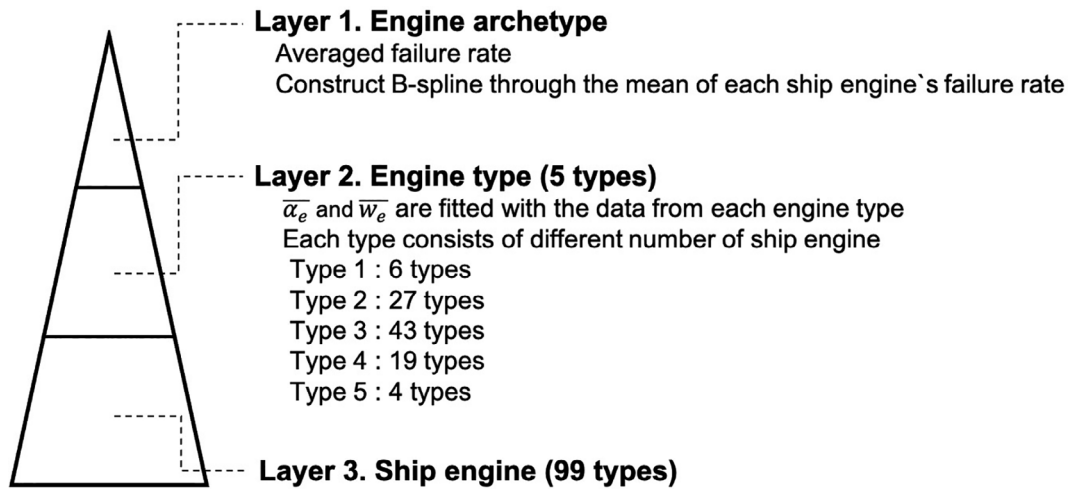 Layer 1. Engine archetype
Averaged failure rate
Construct B-spline through the mean of each ship engine`s failure rate
Layer 2. Engine type (5 types)
$\overline{\alpha_e}$ and $\overline{w_e}$ are fitted with the data from each engine type
Each type consists of different number of ship engine
Type 1 : 6 types
Type 2 : 27 types
Type 3 : 43 types
Type 4 : 19 types
Type 5 : 4 types
Layer 3. Ship engine (99 types)